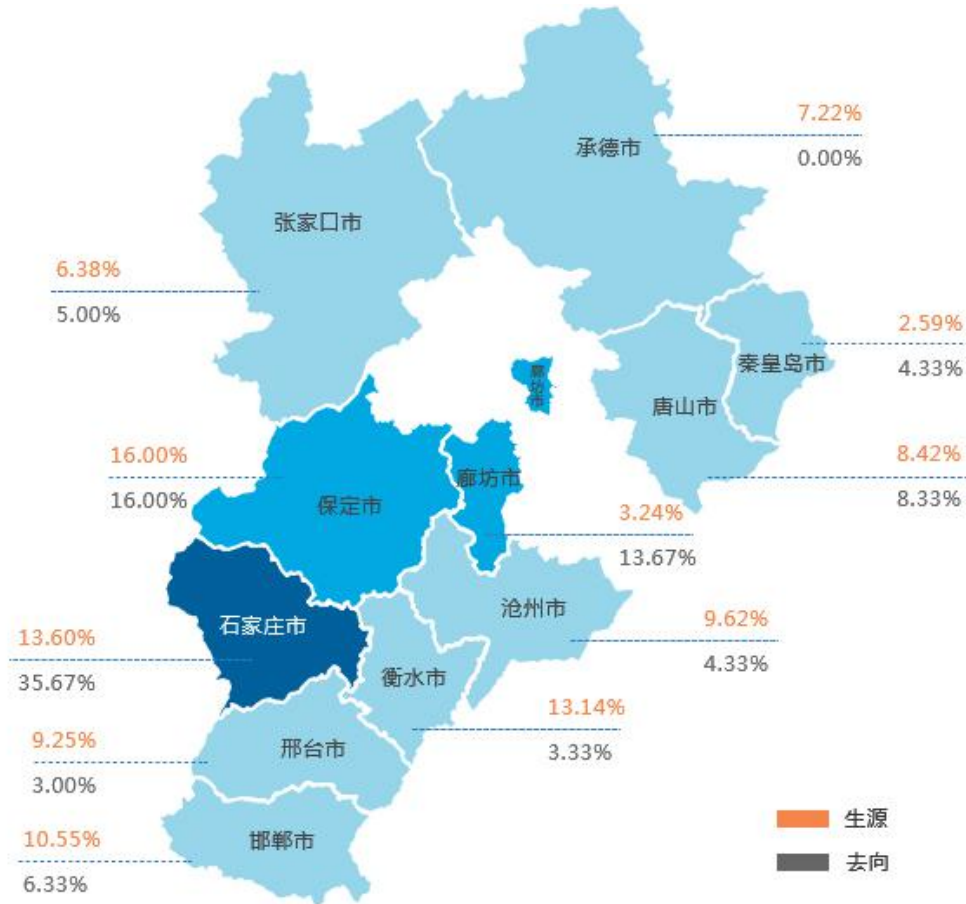 7.22%
承德市
0.00%
张家口市
6.38%
5.00%
2.59%
秦皇岛市
4.33%
廊坊市
唐山市
8.42%
8.33%
16.00%
保定市
16.00%
廊坊市
3.24%
13.67%
沧州市
9.62%
4.33%
石家庄市
13.60%
35.67%
衡水市
13.14%
3.33%
9.25%
邢台市
3.00%
10.55%
邯郸市
6.33%
生源
去向